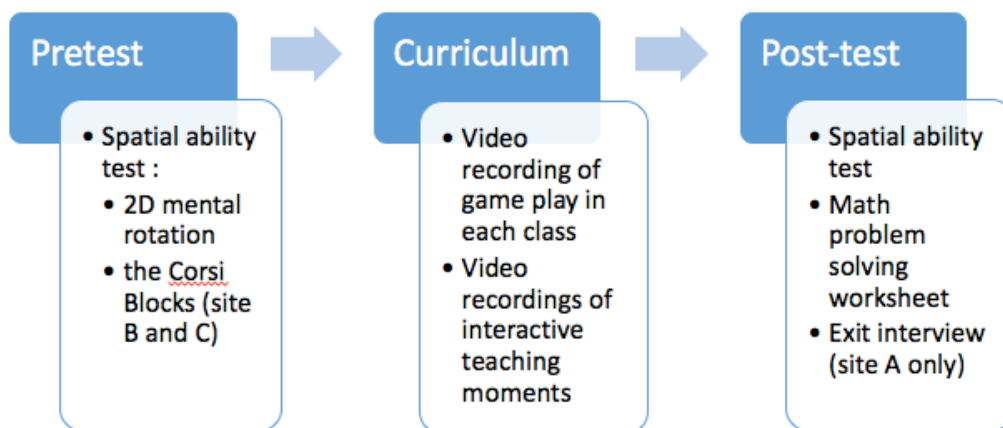 Pretest
• Spatial ability
test :
• 2D mental
rotation
• the Corsi
Blocks (site
B and C)
Curriculum
• Video
recording of
game play in
each class
• Video
recordings of
interactive
teaching
moments
Post-test
• Spatial ability
test
• Math
problem
solving
worksheet
• Exit interview
(site A only)